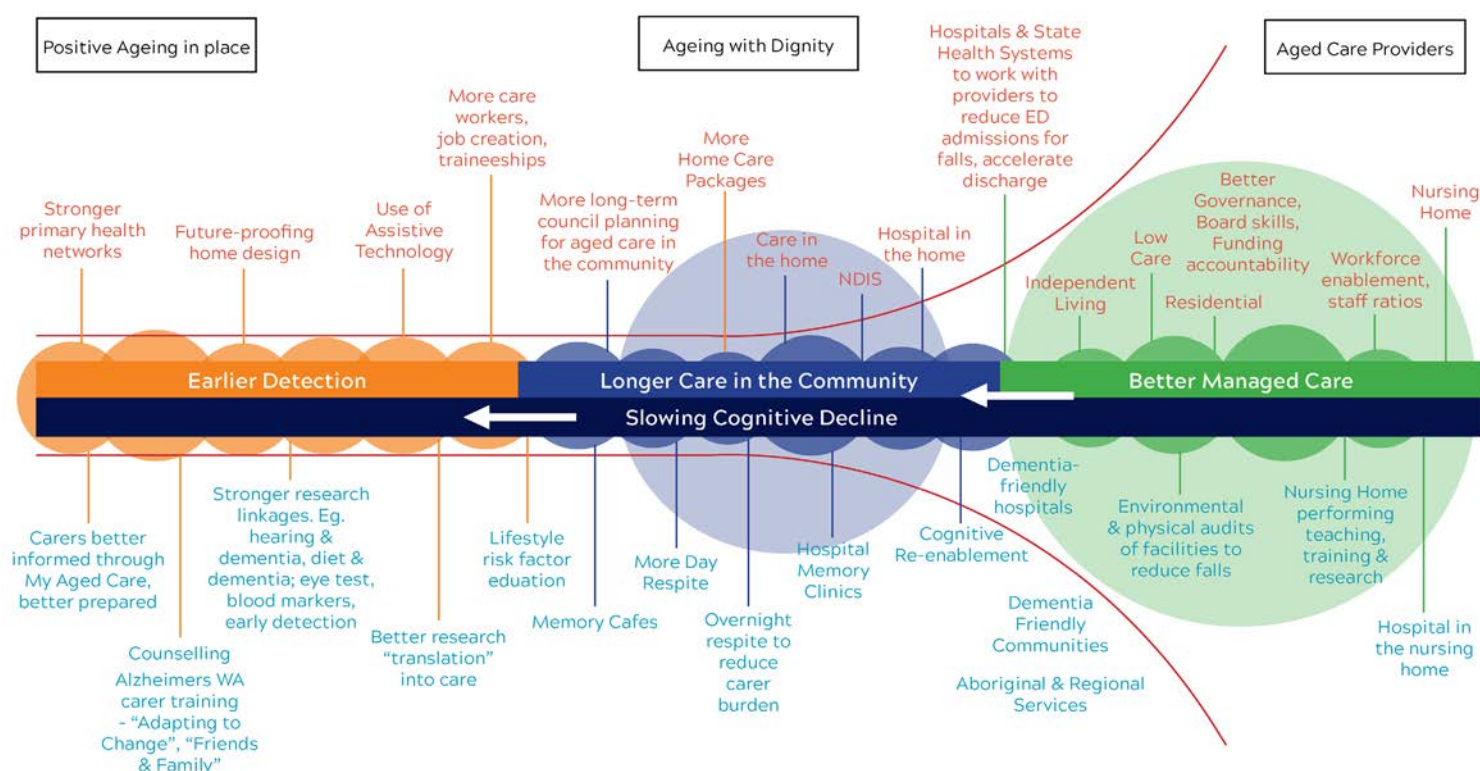 Positive Ageing in place
Ageing with Dignity
Aged Care Providers
Hospitals & State
Health Systems
to work with
providers to
reduce ED
admissions for
falls, accelerate
discharge
More care
workers,
job creation,
traineeships
More
Home Care
Packages
Stronger
primary health
networks
Future-proofing
home design
Use of
Assistive
Technology
More long-term
council planning
for aged care in
the community
Care in
the home
NDIS
Hospital in
the home
Independent
Living
Low
Care
Better
Governance,
Board skills,
Funding
accountability
Residential
Workforce
enablement,
staff ratios
Nursing
Home
Earlier Detection
Longer Care in the Community
Better Managed Care
Slowing Cognitive Decline
Carers better
informed through
My Aged Care,
better prepared
Counselling
Alzheimers WA
carer training
- “Adapting to
Change”, “Friends
& Family”
Stronger research
linkages. Eg.
hearing &
dementia, diet &
dementia; eye test,
blood markers,
early detection
Better research
“translation”
into care
Lifestyle
risk factor
eduation
Memory Cafes
More Day
Respite
Overnight
respite to
reduce
carer
burden
Hospital
Memory
Clinics
Cognitive
Re-enablement
Dementia-
friendly
hospitals
Dementia
Friendly
Communities
Aboriginal & Regional
Services
Environmental
& physical audits
of facilities to
reduce falls
Nursing Home
performing
teaching,
training &
research
Hospital in
the nursing
home